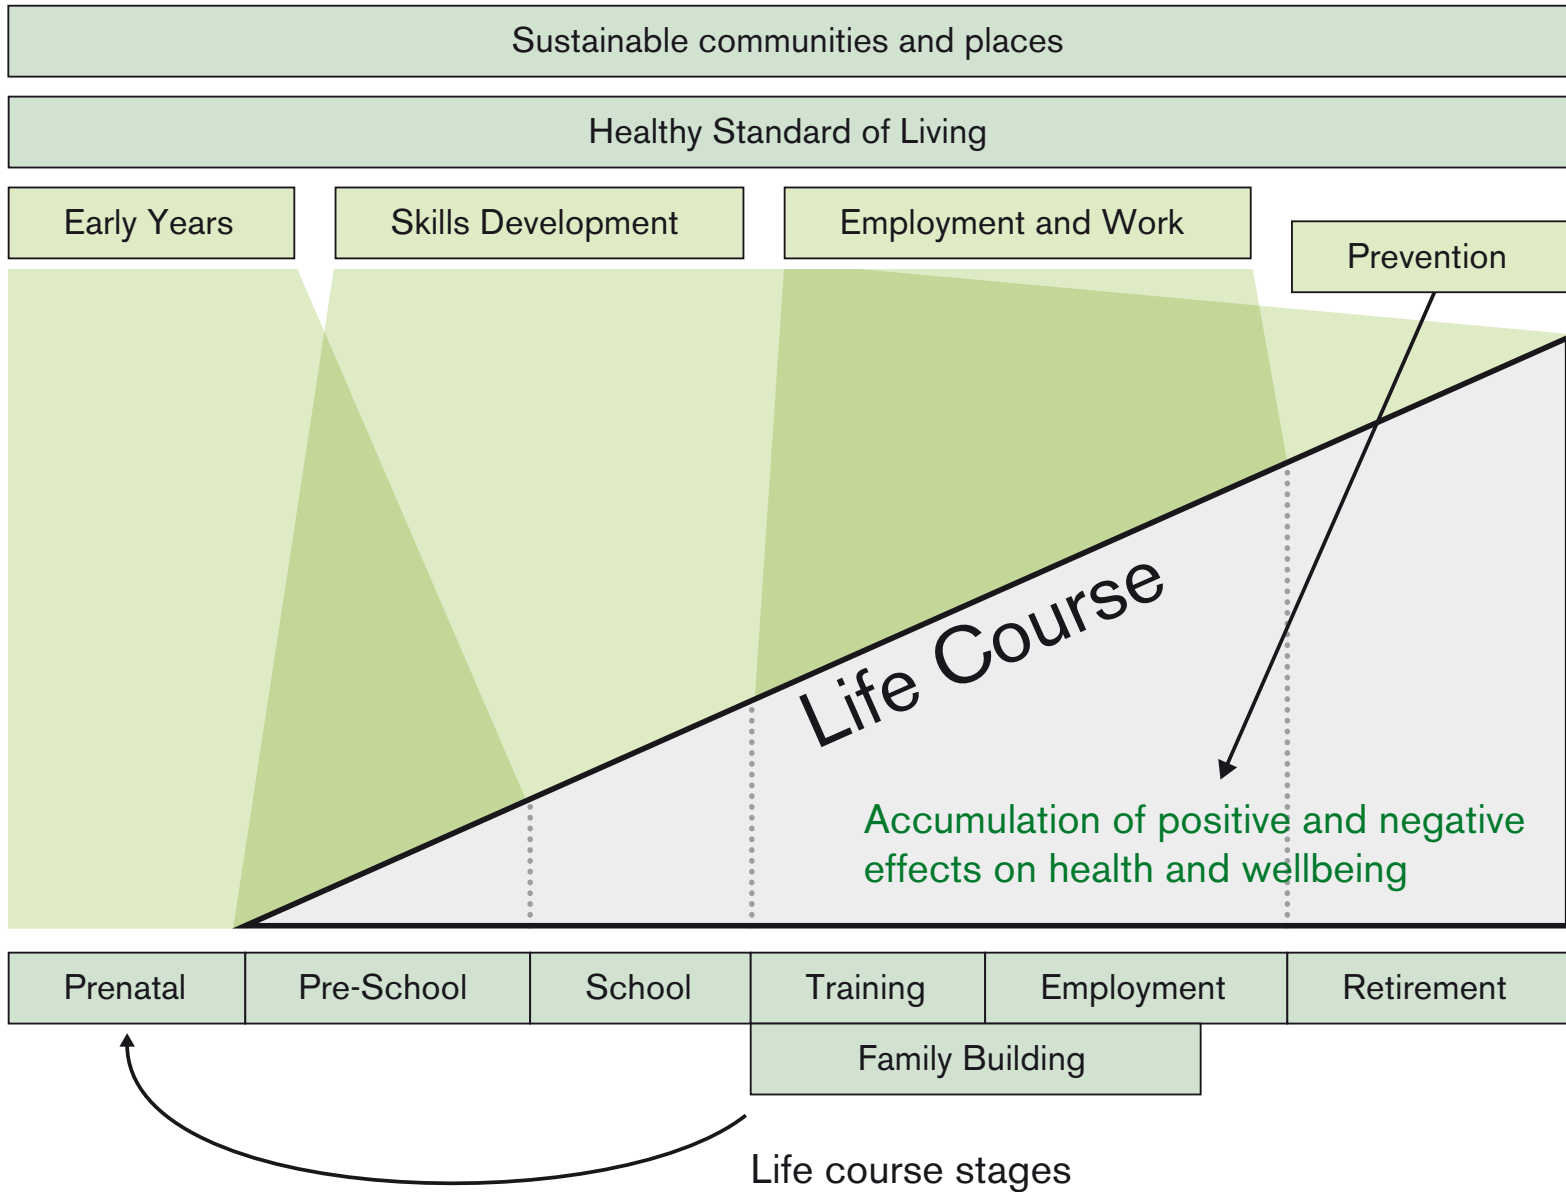 Sustainable communities and places
Healthy Standard of Living
Early Years
Skills Development
Employment and Work
Prevention
Life Course
Accumulation of positive and negative
effects on health and wellbeing
Prenatal
Pre-School
School
Training
Employment
Retirement
Family Building
Life course stages